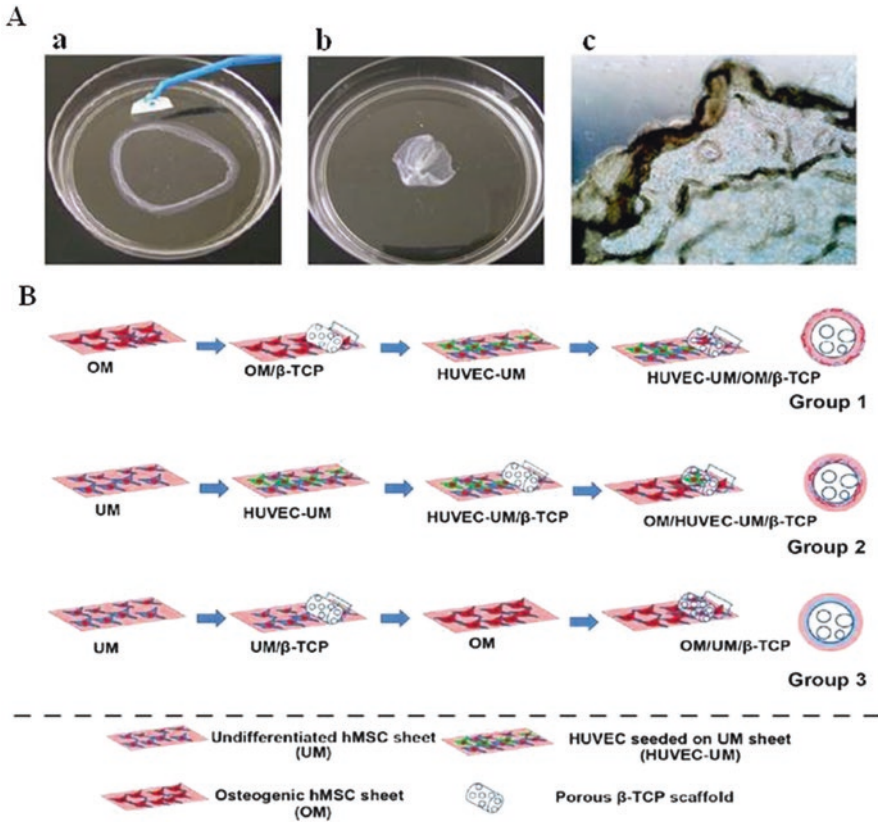 A
a b c
B
OM OM/β-TCP HUVEC-UM HUVEC-UM/OM/β-TCP
Group 1
UM HUVEC-UM HUVEC-UM/β-TCP OM/HUVEC-UM/β-TCP
Group 2
UM UM/β-TCP OM OM/UM/β-TCP
Group 3
Undifferentiated hMSC sheet HUVEC seeded on UM sheet
(UM) (HUVEC-UM)
Osteogenic hMSC sheet Porous β-TCP scaffold
(OM)